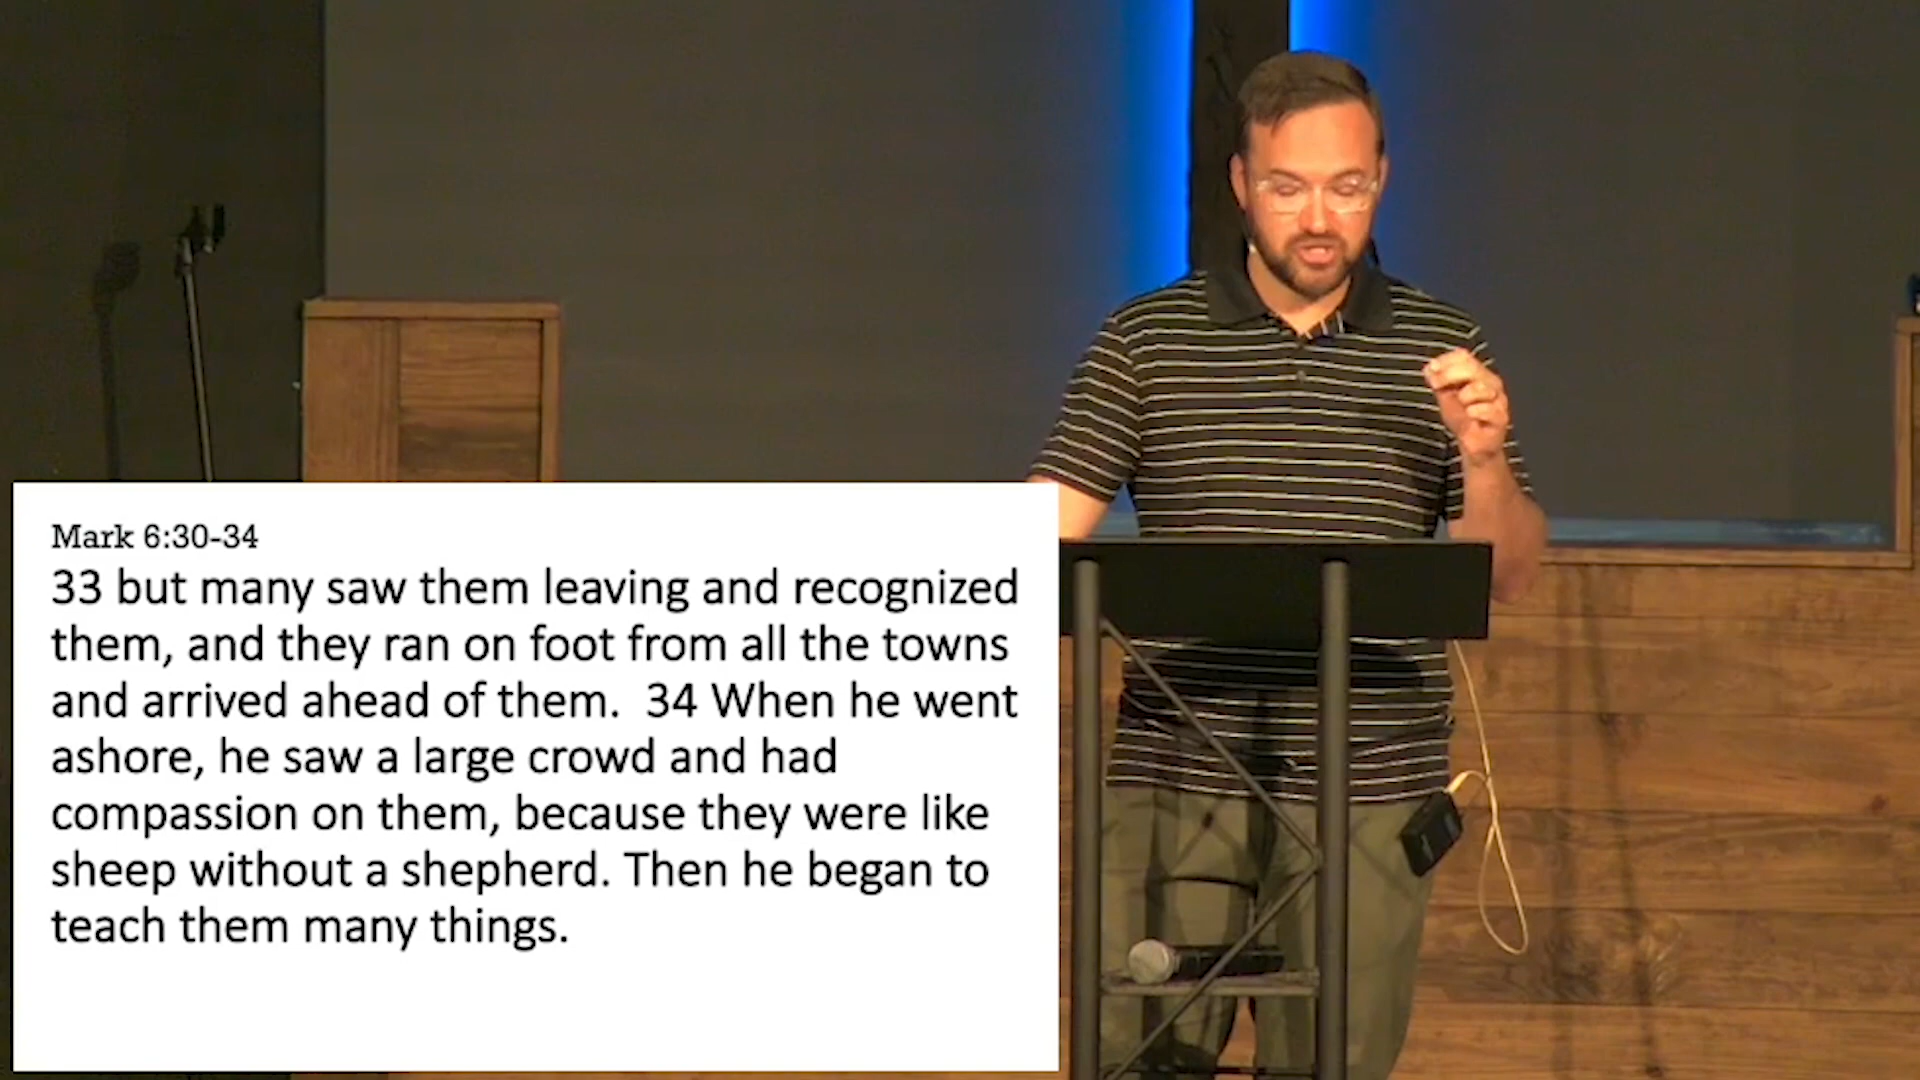 Mark 6:30-34
33 but many saw them leaving and recognized
them, and they ran on foot from all the towns
and arrived ahead of them.  34 When he went
ashore, he saw a large crowd and had
compassion on them, because they were like
sheep without a shepherd. Then he began to
teach them many things.